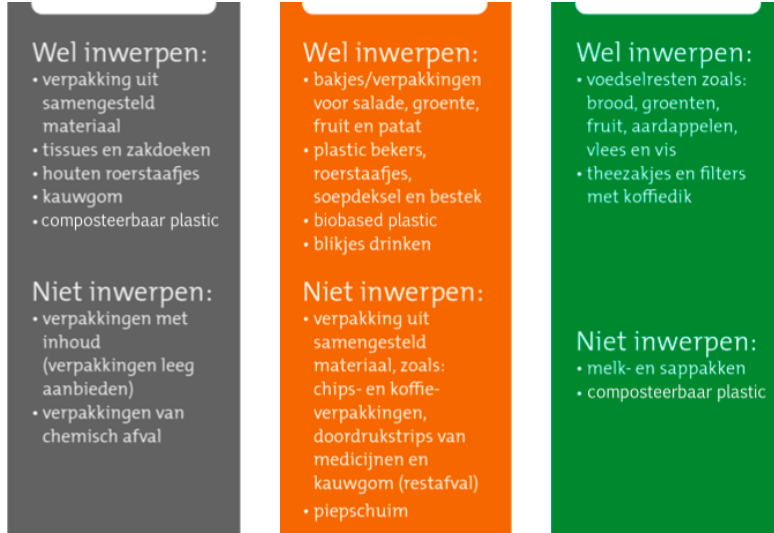 Wel inwerpen:
• verpakking uit
samengesteld
materiaal
• tissues en zakdoeken
• houten roerstaafjes
• kauwgom
• composteerbaar plastic
Niet inwerpen:
• verpakkingen met
inhoud
(verpakkingen leeg
aanbieden)
• verpakkingen van
chemisch afval
Wel inwerpen:
• bakjes/verpakkingen
voor salade, groente,
fruit en patat
• plastic bekers,
roerstaafjes,
soepdeksel en bestek
• biobased plastic
• blikjes drinken
Niet inwerpen:
• verpakking uit
samengesteld
materiaal, zoals:
chips- en koffie-
verpakkingen,
doordrukstrips van
medicijnen en
kauwgom (restafval)
• piepschuim
Wel inwerpen:
• voedselresten zoals:
brood, groenten,
fruit, aardappelen,
vlees en vis
• theezakjes en filters
met koffiedik
Niet inwerpen:
• melk- en sappakken
• composteerbaar plastic